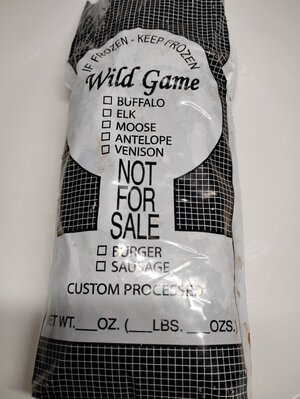 IF FROZEN - KEEP FROZEN
Wild Game
☐ BUFFALO
☐ ELK
☐ MOOSE
☐ ANTELOPE
☐ VENISON
NOT
FOR
SALE
☐ BURGER
☐ SAUSAGE
CUSTOM PROCESSED
NET WT.___OZ. (___LBS. ___OZS.)